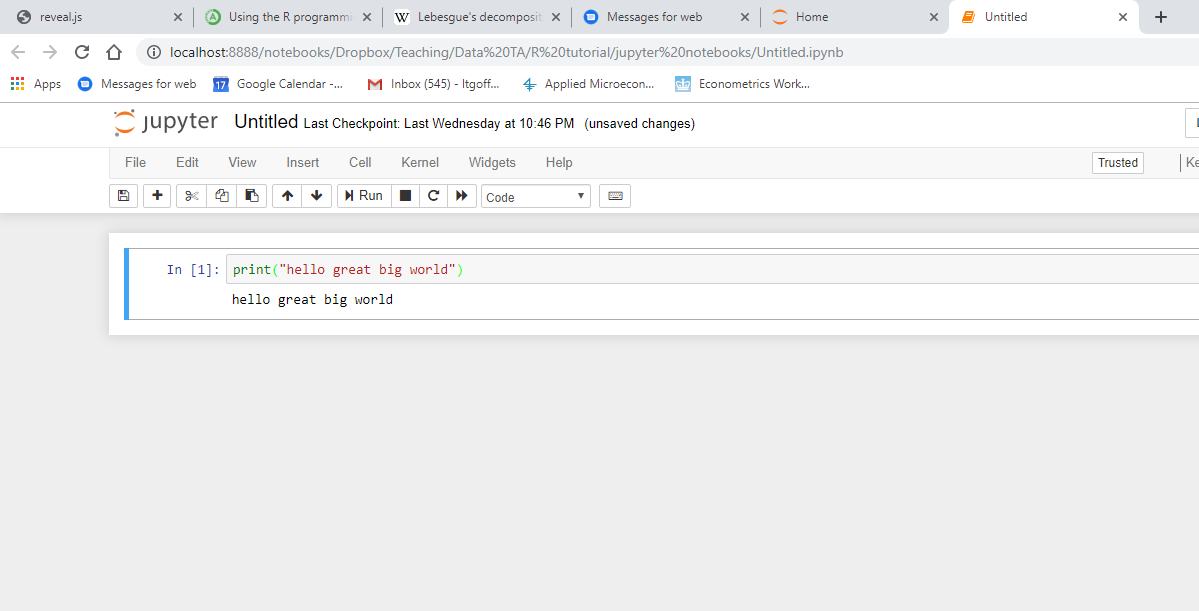 reveal.js Using the R programmi Lebesgue's decomposit Messages for web Home Untitled
localhost:8888/notebooks/Dropbox/Teaching/Data%20TA/R%20tutorial/jupyter%20notebooks/Untitled.ipynb
Apps Messages for web 17 Google Calendar -... Inbox (545) - ltgoff... Applied Microecon... Econometrics Work...
jupyter Untitled Last Checkpoint: Last Wednesday at 10:46 PM (unsaved changes)
File Edit View Insert Cell Kernel Widgets Help Trusted Ke
Run Code
In [1]: print("hello great big world")
hello great big world